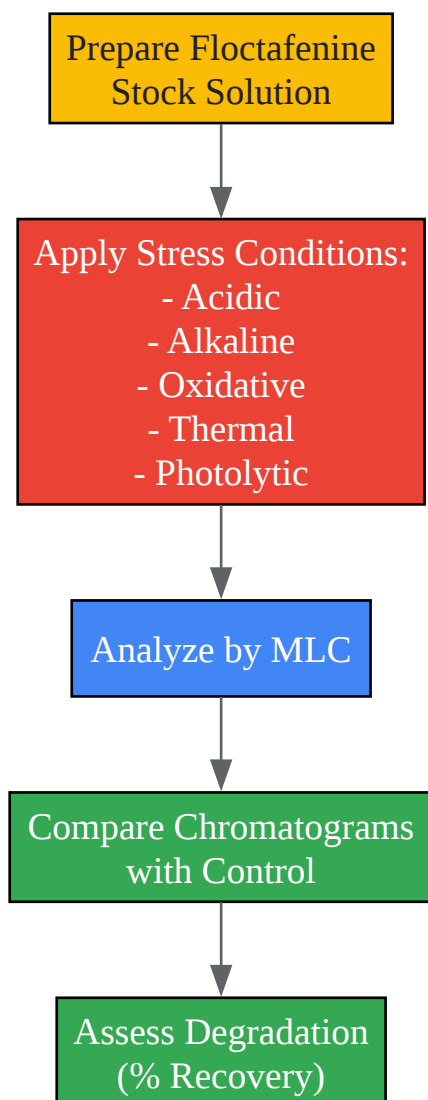 Prepare Floctafenine
Stock Solution
Apply Stress Conditions:
- Acidic
- Alkaline
- Oxidative
- Thermal
- Photolytic
Analyze by MLC
Compare Chromatograms
with Control
Assess Degradation
(% Recovery)